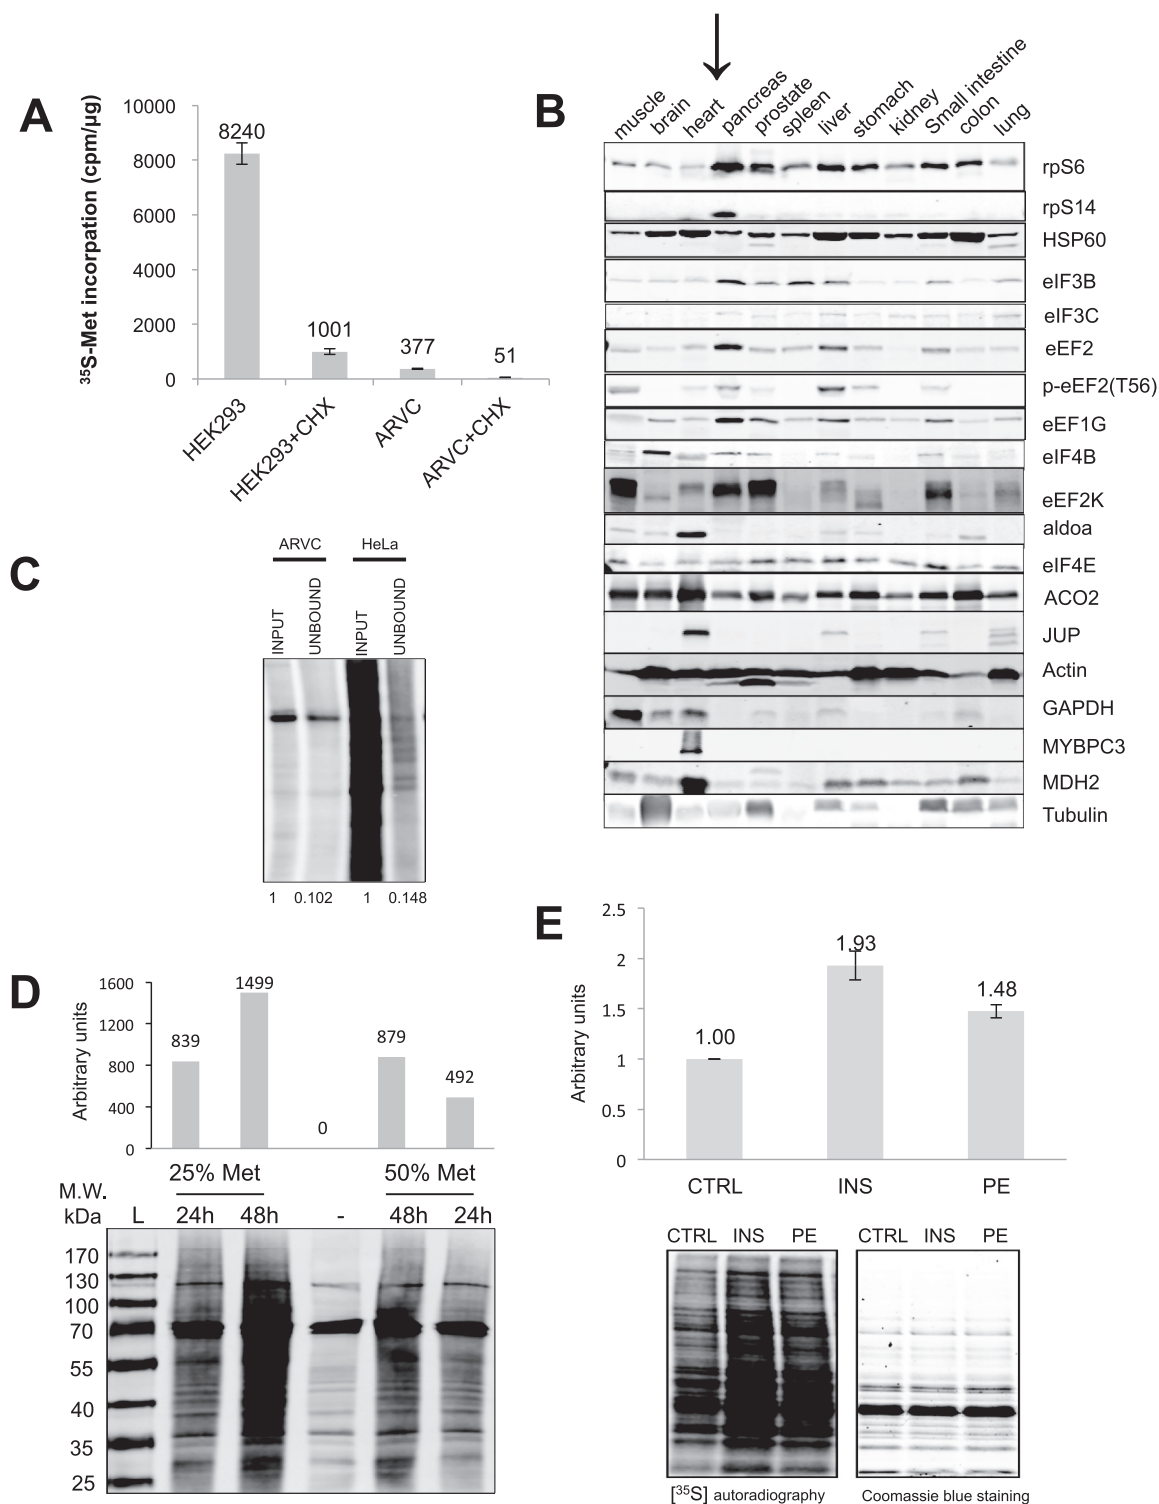 A
³⁵S-Met incorpation (cpm/µg)
10000
8000
6000
4000
2000
0
8240
1001
377
51
HEK293
HEK293+CHX
ARVC
ARVC+CHX
B
muscle
brain
heart
pancreas
prostate
spleen
liver
stomach
kidney
Small intestine
colon
lung
rpS6
rpS14
HSP60
eIF3B
eIF3C
eEF2
p-eEF2(T56)
eEF1G
eIF4B
eEF2K
aldoa
eIF4E
ACO2
JUP
Actin
GAPDH
MYBPC3
MDH2
Tubulin
C
ARVC HeLa
INPUT
UNBOUND
INPUT
UNBOUND
1 0.102 1 0.148
D
Arbitrary units
1600
1200
800
400
0
839
1499
0
879
492
25% Met 50% Met
M.W.
kDa L 24h 48h - 48h 24h
170
130
100
70
55
40
35
25
E
Arbitrary units
2.5
2
1.5
1
0.5
0
1.00
1.93
1.48
CTRL INS PE
CTRL INS PE
CTRL INS PE
[³⁵S] autoradiography
Coomassie blue staining